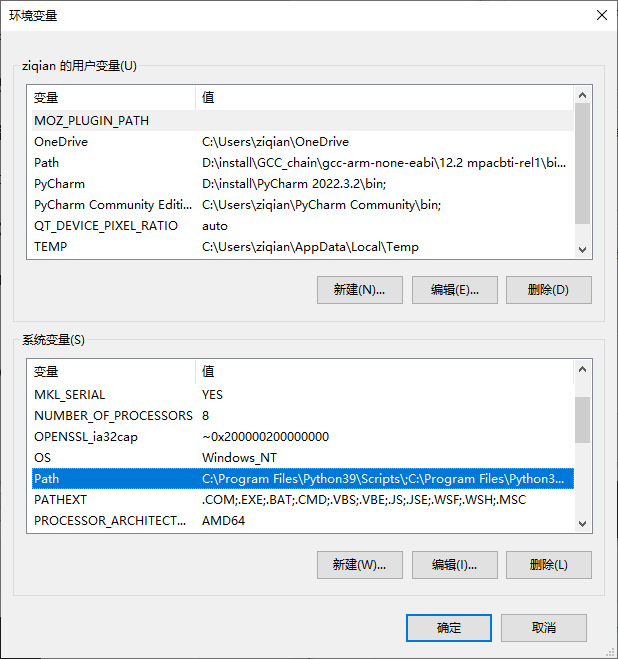 环境变量
ziqian 的用户变量(U)
变量 值
MOZ_PLUGIN_PATH
OneDrive C:\Users\ziqian\OneDrive
Path D:\install\GCC_chain\gcc-arm-none-eabi\12.2 mpacbti-rel1\bi...
PyCharm D:\install\PyCharm 2022.3.2\bin;
PyCharm Community Editi... C:\Users\ziqian\PyCharm Community\bin;
QT_DEVICE_PIXEL_RATIO auto
TEMP C:\Users\ziqian\AppData\Local\Temp
新建(N)... 编辑(E)... 删除(D)
系统变量(S)
变量 值
MKL_SERIAL YES
NUMBER_OF_PROCESSORS 8
OPENSSL_ia32cap ~0x200000200000000
OS Windows_NT
Path C:\Program Files\Python39\Scripts\;C:\Program Files\Python3...
PATHEXT .COM;.EXE;.BAT;.CMD;.VBS;.VBE;.JS;.JSE;.WSF;.WSH;.MSC
PROCESSOR_ARCHITECT... AMD64
新建(W)... 编辑(I)... 删除(L)
确定 取消